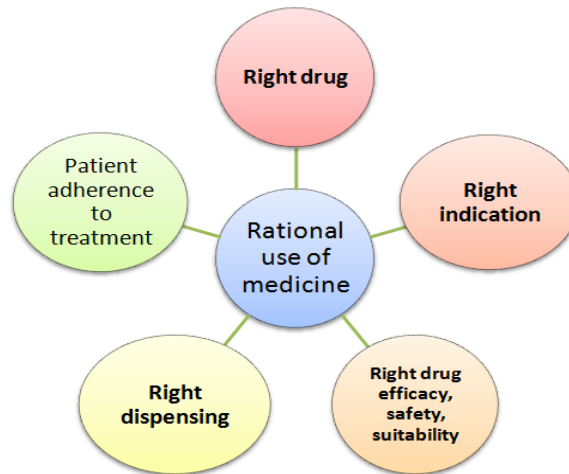 Right drug
Patient
adherence
to
treatment
Right
indication
Rational
use of
medicine
Right
dispensing
Right drug
efficacy,
safety,
suitability